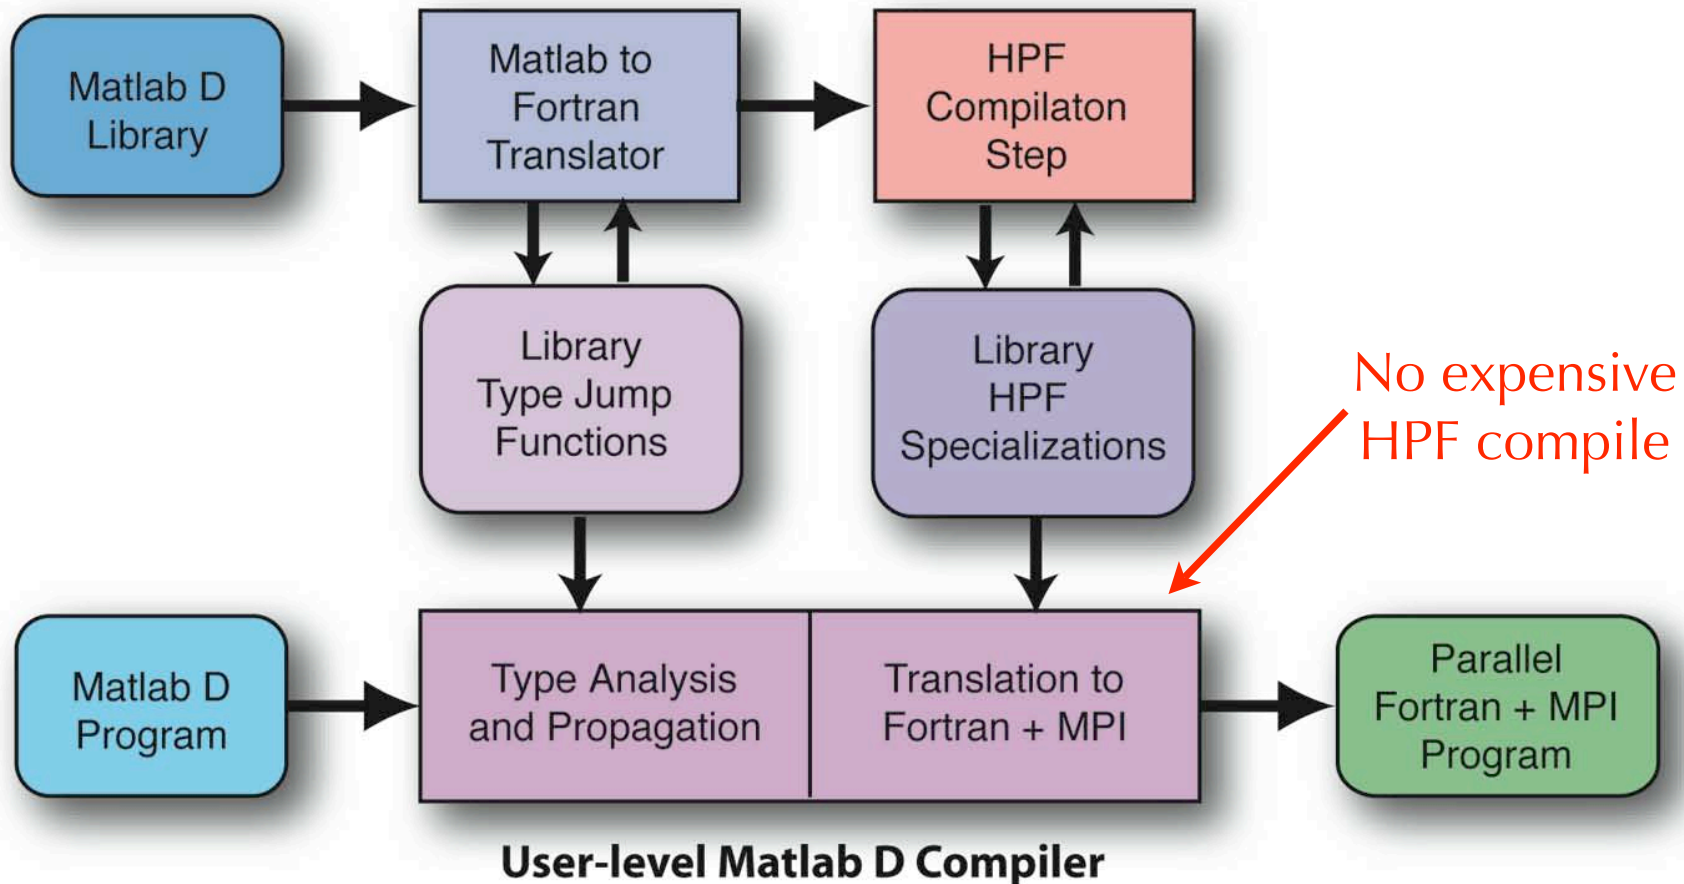 Matlab D
Library
Matlab to
Fortran
Translator
HPF
Compilaton
Step
Library
Type Jump
Functions
Library
HPF
Specializations
No expensive
HPF compile
Matlab D
Program
Type Analysis
and Propagation
Translation to
Fortran + MPI
Parallel
Fortran + MPI
Program
User-level Matlab D Compiler